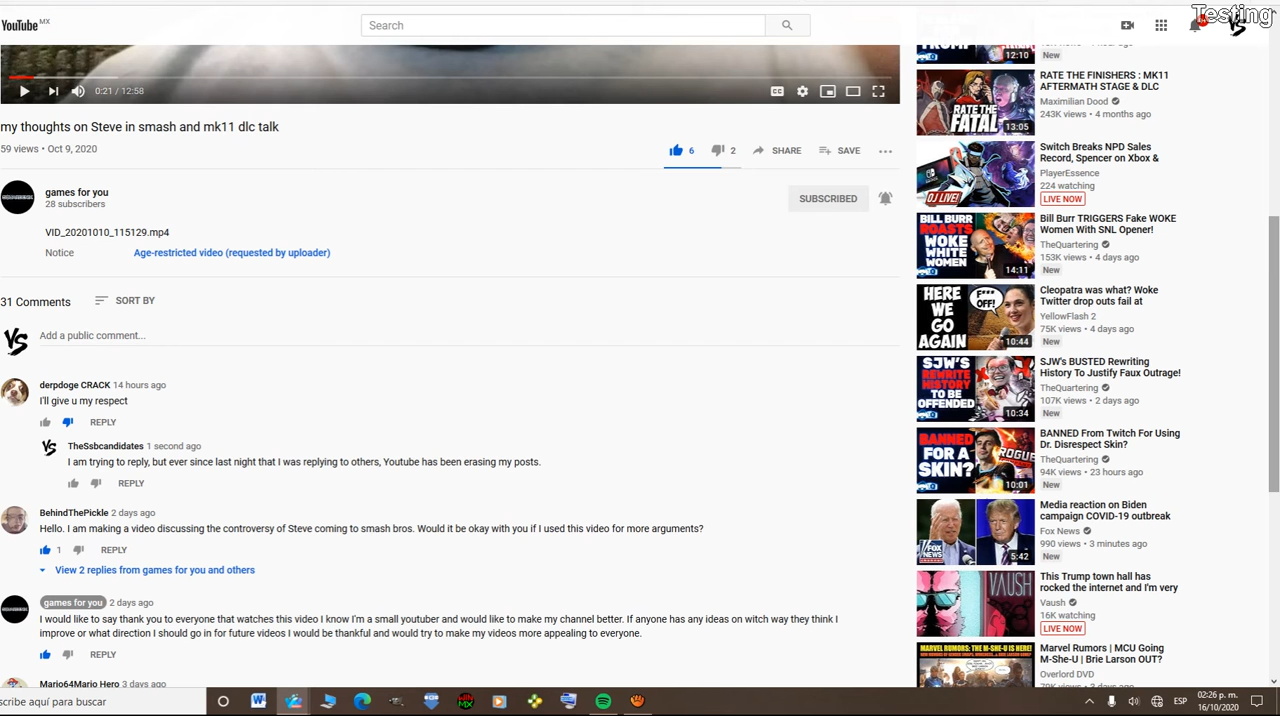 YouTube MX
Search
Testing
0:21 / 12:58
my thoughts on Steve in smash and mk11 dlc talk
59 views • Oct 9, 2020
6
2
SHARE
SAVE
games for you
28 subscribers
SUBSCRIBED
VID_20201010_115129.mp4
Notice
Age-restricted video (requested by uploader)
31 Comments
SORT BY
Add a public comment...
derpdoge CRACK 14 hours ago
I'll give u my respect
REPLY
TheSsbcandidates 1 second ago
I am trying to reply, but ever since last night that I was replying to others, Youtube has been erasing my posts.
REPLY
BehindThePickle 2 days ago
Hello. I am making a video discussing the controversy of Steve coming to smash bros. Would it be okay with you if I used this video for more arguments?
1
REPLY
View 2 replies from games for you and others
games for you 2 days ago
I would like to say thank you to everyone that watches this video I know im a small youtuber and would like to make my channel better. If anyone has any ideas on witch way they think I
improve or what direction I should go in for future videos I would be thankful and would try to make my videos more appealing to everyone.
REPLY
Mario64Mario Hero 3 days ago
12:10
New
RATE THE FATAL
13:05
RATE THE FINISHERS : MK11
AFTERMATH STAGE & DLC
Maximilian Dood
243K views • 4 months ago
DJ LIVE!
Switch Breaks NPD Sales
Record, Spencer on Xbox &
PlayerEssence
224 watching
LIVE NOW
BILL BURR
ROASTS
WOKE
WHITE
WOMEN
14:11
Bill Burr TRIGGERS Fake WOKE
Women With SNL Opener!
TheQuartering
153K views • 4 days ago
New
HERE
WE
GO
AGAIN
F***
OFF!
10:44
Cleopatra was what? Woke
Twitter drop outs fail at
YellowFlash 2
75K views • 4 days ago
New
SJW'S
REWRITE
HISTORY
TO BE
OFFENDED
10:34
SJW's BUSTED Rewriting
History To Justify Faux Outrage!
TheQuartering
107K views • 2 days ago
New
BANNED
FOR A
SKIN?
ROGUE
10:01
BANNED From Twitch For Using
Dr. Disrespect Skin?
TheQuartering
94K views • 23 hours ago
New
FOX
NEWS
5:42
Media reaction on Biden
campaign COVID-19 outbreak
Fox News
990 views • 3 minutes ago
New
VAUSH
This Trump town hall has
rocked the internet and I'm very
Vaush
16K watching
LIVE NOW
MARVEL RUMORS: THE M-SHE-U IS HERE!
Marvel Rumors | MCU Going
M-She-U | Brie Larson OUT?
Overlord DVD
scribe aquí para buscar
ESP
02:26 p. m.
16/10/2020